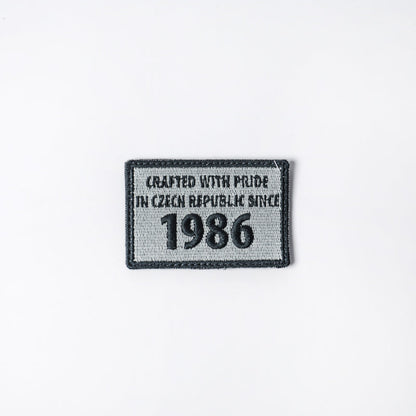 CRAFTED WITH PRIDE
IN CZECH REPUBLIC SINCE
1986